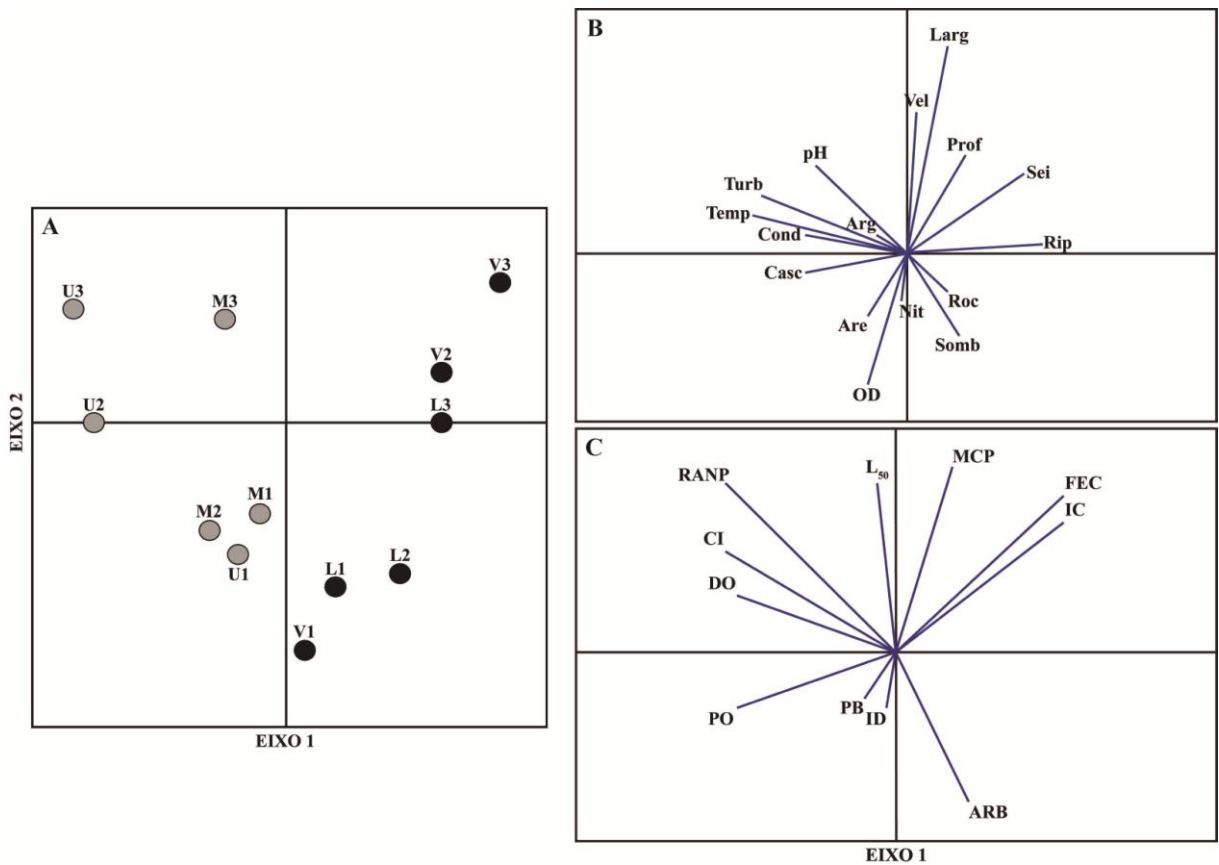 A
U3
M3
V3
V2
U2
L3
M1
M2
U1
L1
L2
V1
EIXO 2
EIXO 1
B
Larg
Vel
Prof
pH
Sei
Turb
Temp
Arg
Cond
Rip
Casc
Roc
Nit
Are
Somb
OD
C
MCP
L₅₀
RANP
FEC
IC
CI
DO
PB
PO
ID
ARB
EIXO 1